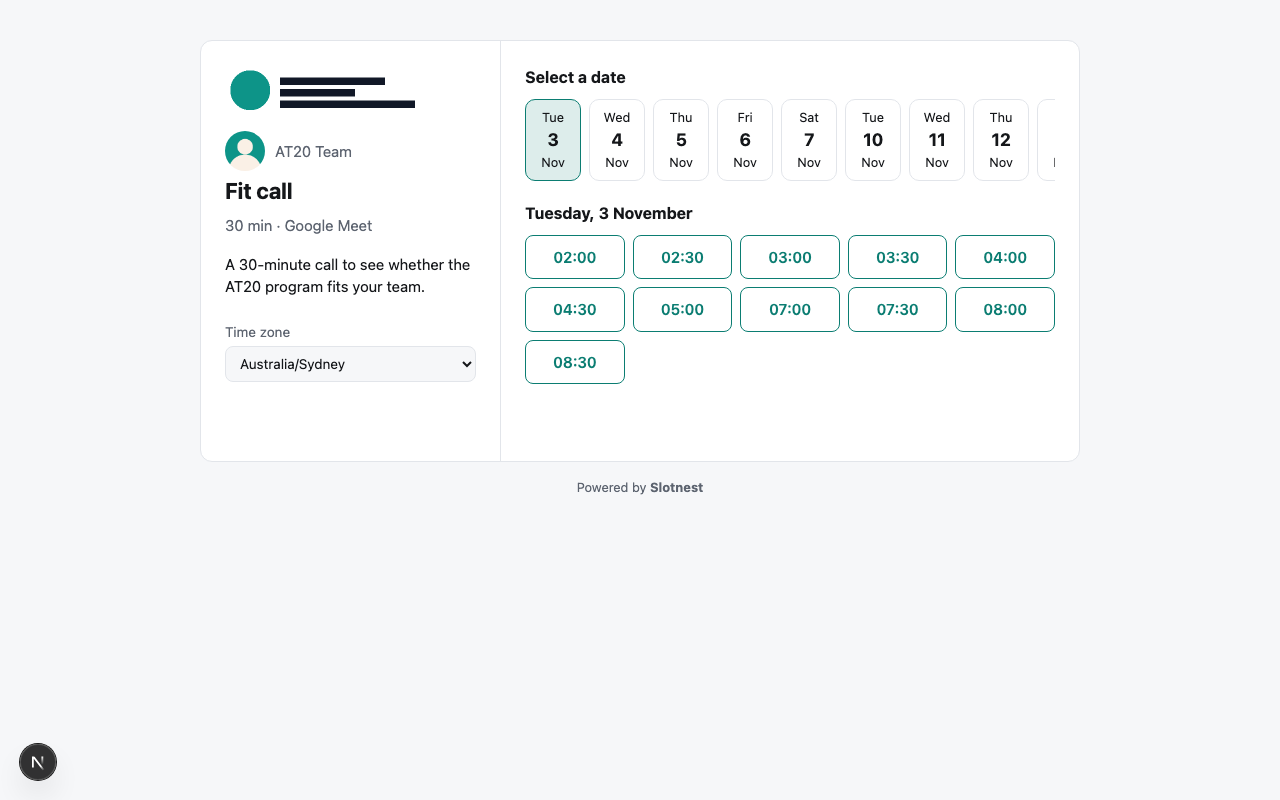 AT20 Team
Fit call
30 min · Google Meet
A 30-minute call to see whether the
AT20 program fits your team.
Time zone
Australia/Sydney
Select a date
Tue
3
Nov
Wed
4
Nov
Thu
5
Nov
Fri
6
Nov
Sat
7
Nov
Tue
10
Nov
Wed
11
Nov
Thu
12
Nov
Tuesday, 3 November
02:00
02:30
03:00
03:30
04:00
04:30
05:00
07:00
07:30
08:00
08:30
Powered by Slotnest
N